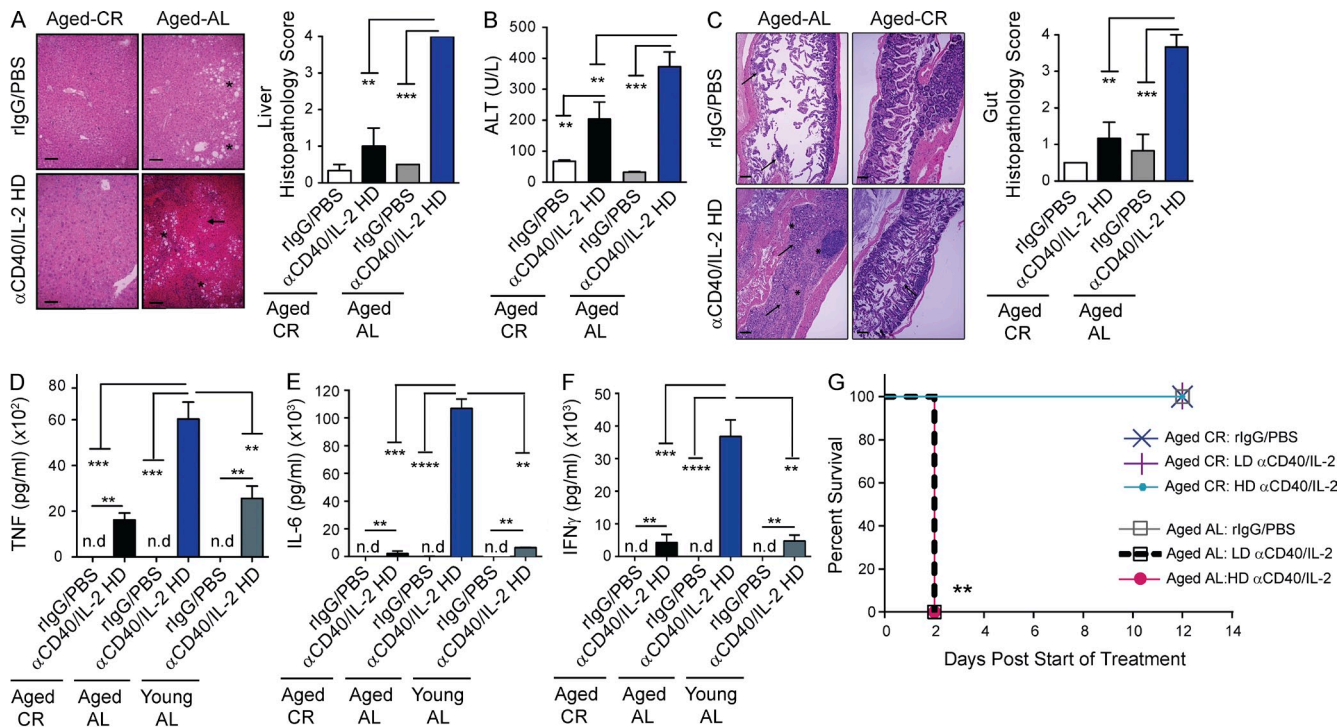 A
Aged-CR
Aged-AL
rIgG/PBS
αCD40/IL-2 HD
*
*
*
*
*
Liver
Histopathology Score
4
3
2
1
0
**
***
rIgG/PBS
αCD40/IL-2 HD
rIgG/PBS
αCD40/IL-2 HD
Aged
CR
Aged
AL
B
ALT (U/L)
500
400
300
200
100
0
**
**
***
rIgG/PBS
αCD40/IL-2 HD
rIgG/PBS
αCD40/IL-2 HD
Aged
CR
Aged
AL
C
Aged-AL
Aged-CR
rIgG/PBS
αCD40/IL-2 HD
*
*
*
Gut
Histopathology Score
4
3
2
1
0
**
***
rIgG/PBS
αCD40/IL-2 HD
rIgG/PBS
αCD40/IL-2 HD
Aged
CR
Aged
AL
D
TNF (pg/ml) (x10²)
80
60
40
20
0
***
***
**
**
**
n.d
n.d
n.d
rIgG/PBS
αCD40/IL-2 HD
rIgG/PBS
αCD40/IL-2 HD
rIgG/PBS
αCD40/IL-2 HD
Aged
CR
Aged
AL
Young
AL
E
IL-6 (pg/ml) (x10³)
120
100
80
60
40
20
0
***
****
**
**
**
n.d
n.d
n.d
rIgG/PBS
αCD40/IL-2 HD
rIgG/PBS
αCD40/IL-2 HD
rIgG/PBS
αCD40/IL-2 HD
Aged
CR
Aged
AL
Young
AL
F
IFNγ (pg/ml) (x10³)
50
40
30
20
10
0
***
****
**
**
**
n.d
n.d
n.d
rIgG/PBS
αCD40/IL-2 HD
rIgG/PBS
αCD40/IL-2 HD
rIgG/PBS
αCD40/IL-2 HD
Aged
CR
Aged
AL
Young
AL
G
Percent Survival
100
80
60
40
20
0
0 2 4 6 8 10 12 14
Days Post Start of Treatment
**
Aged CR: rIgG/PBS
Aged CR: LD αCD40/IL-2
Aged CR: HD αCD40/IL-2
Aged AL: rIgG/PBS
Aged AL: LD αCD40/IL-2
Aged AL:HD αCD40/IL-2